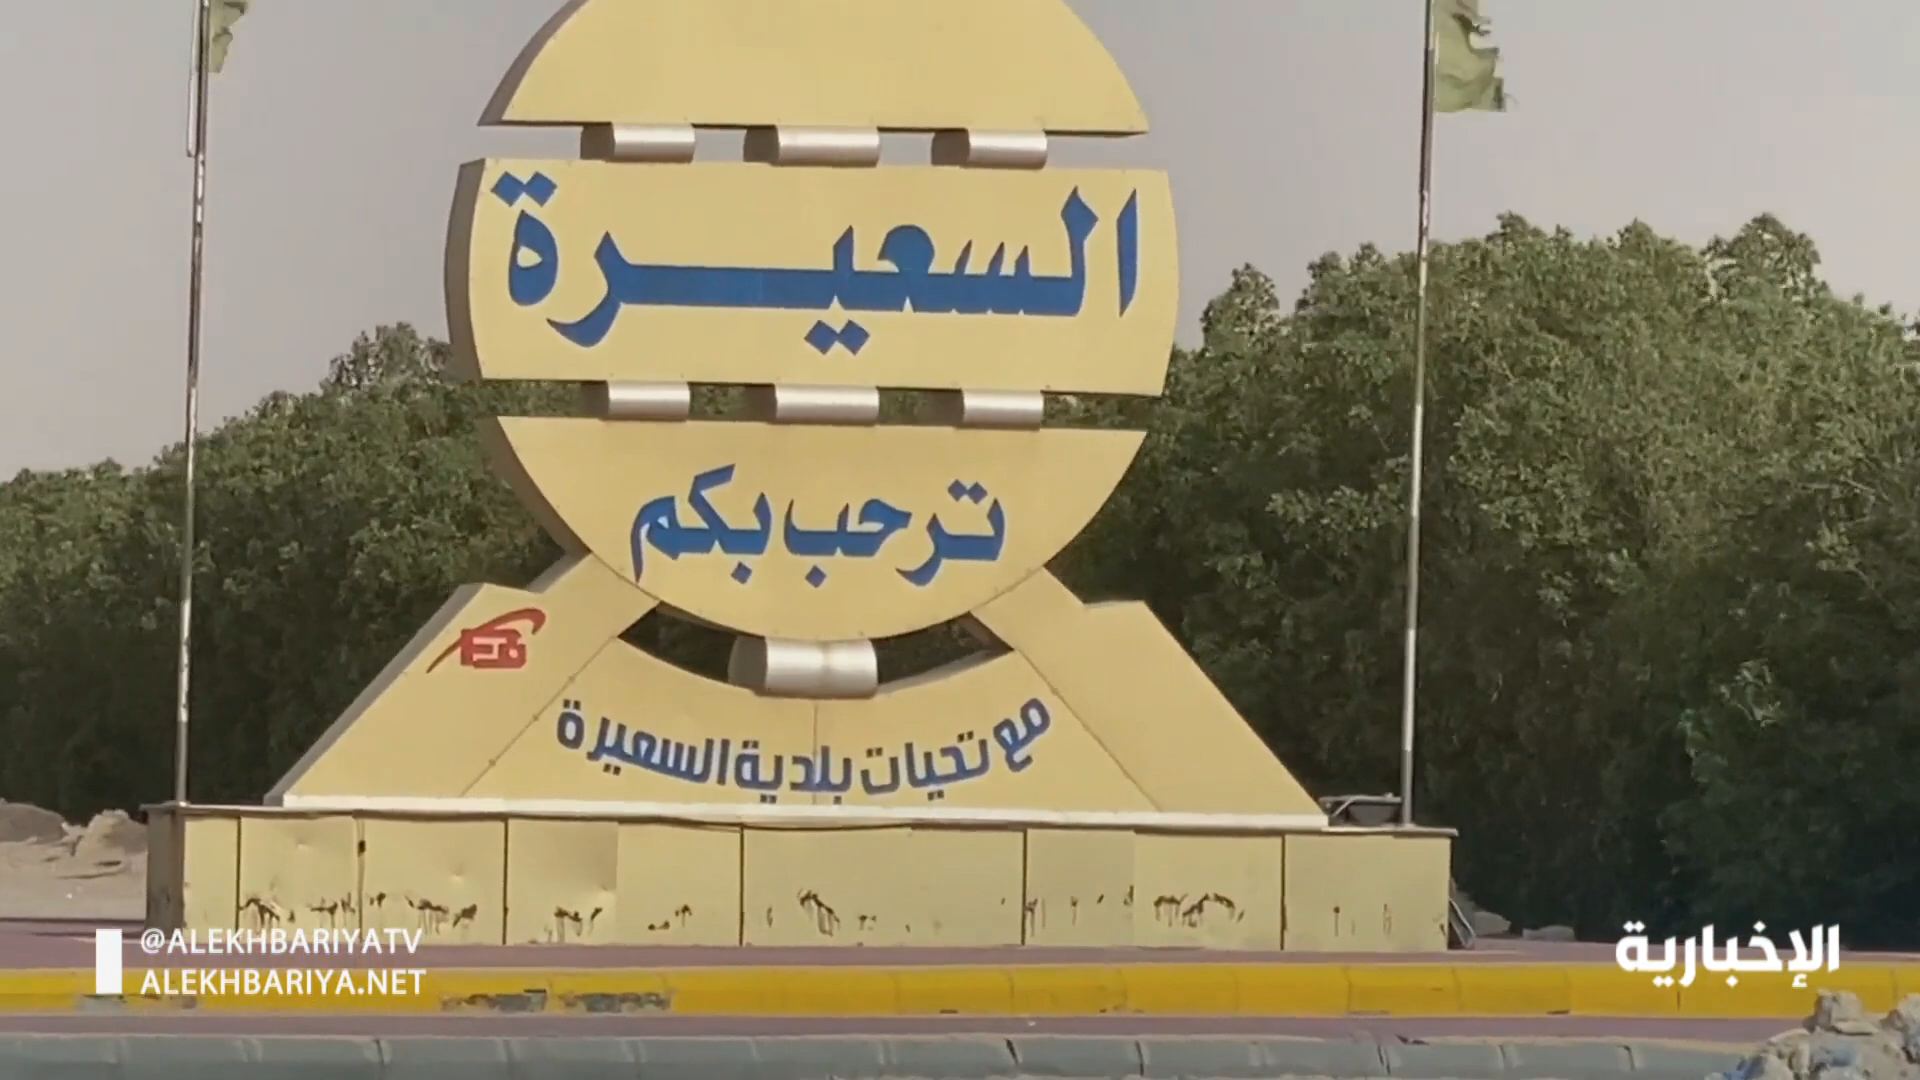 السعيرة
ترحب بكم
مع تحيات بلدية السعيرة
@ALEKHBARIYATV
ALEKHBARIYA.NET
الإخبارية